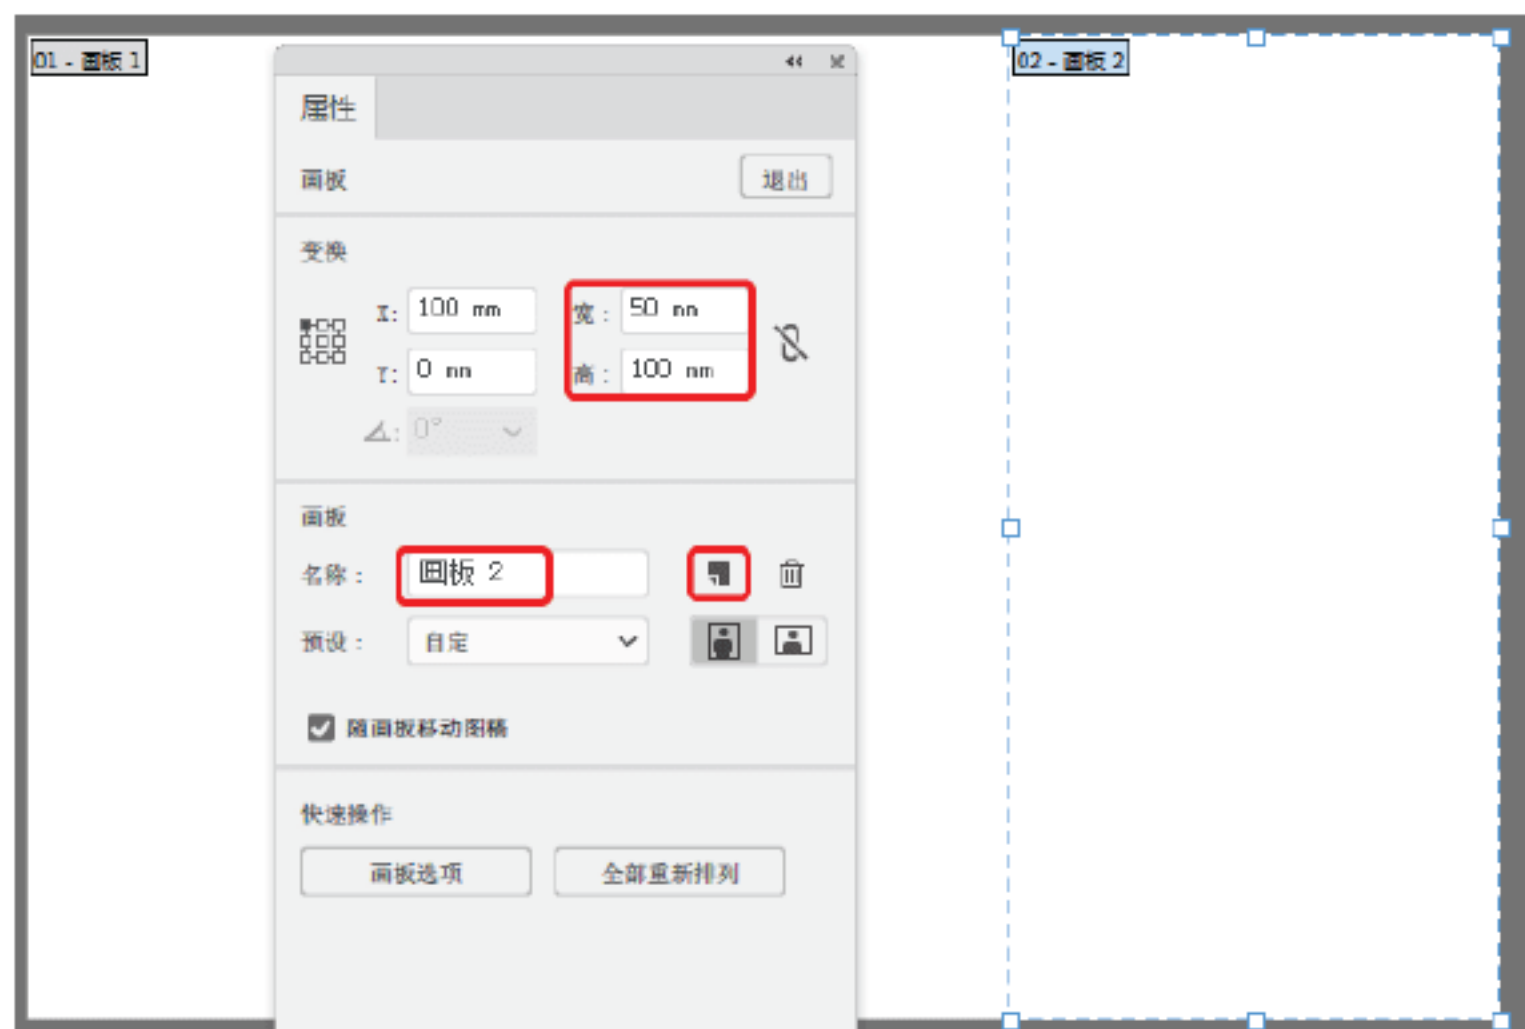 01 - 画板 1
02 - 画板 2
属性
画板
退出
变换
X: 100 mm
宽: 50 mm
Y: 0 mm
高: 100 mm
0°
画板
名称: 画板 2
预设: 自定
随画板移动图稿
快速操作
画板选项
全部重新排列